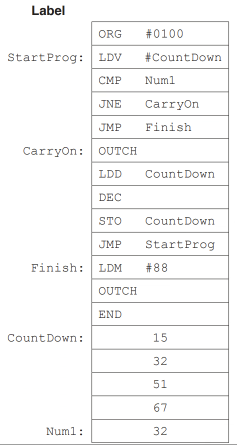 Label
ORG #0100
StartProg: LDV #CountDown
CMP Num1
JNE CarryOn
JMP Finish
CarryOn: OUTCH
LDD CountDown
DEC
STO CountDown
JMP StartProg
Finish: LDM #88
OUTCH
END
CountDown: 15
32
51
67
Num1: 32